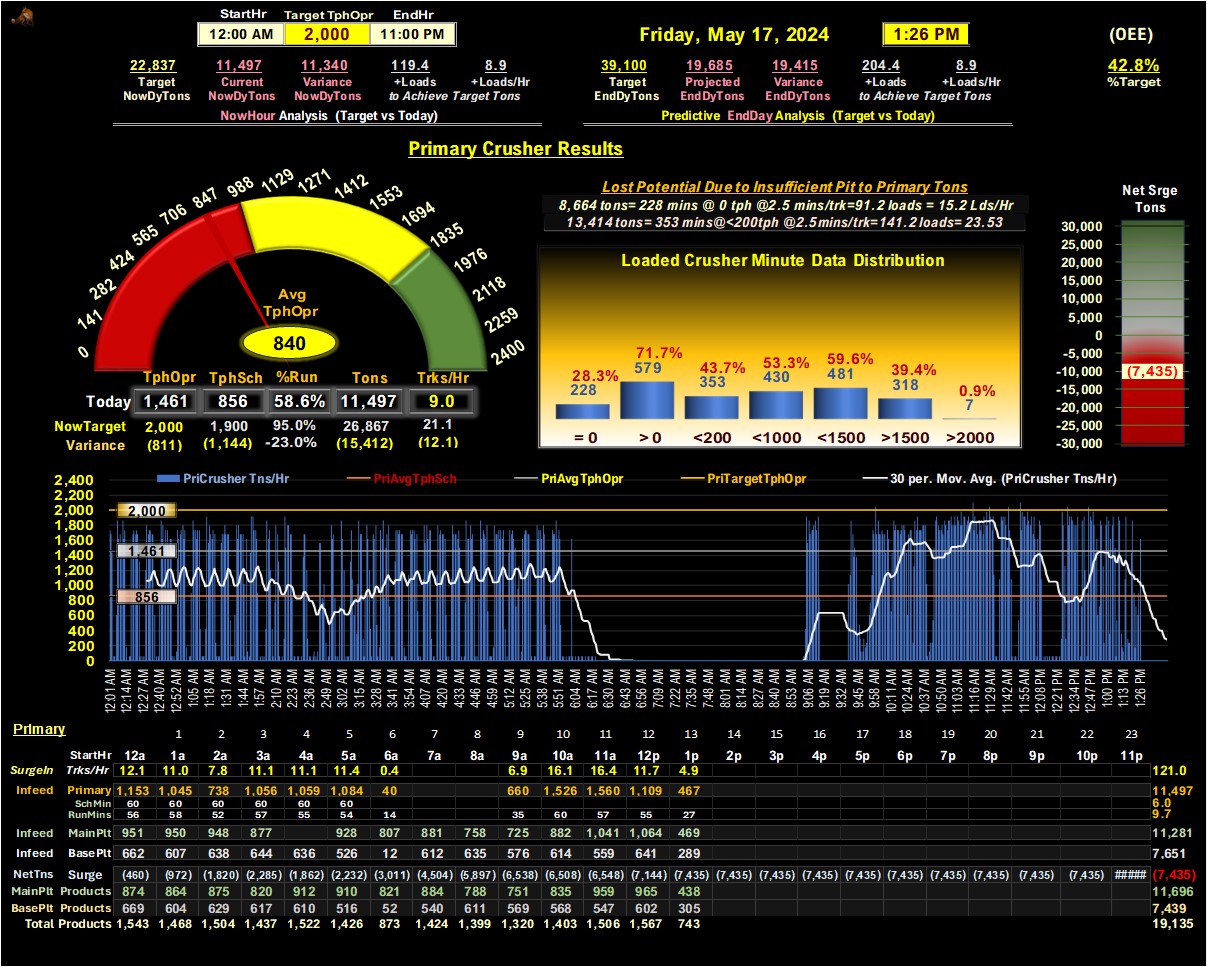 StartHr Target TphOpr EndHr
12:00 AM 2,000 11:00 PM
Friday, May 17, 2024 1:26 PM (OEE)
22,837 11,497 11,340 119.4 8.9 39,100 19,685 19,415 204.4 8.9 42.8%
Target Current Variance +Loads +Loads/Hr Target Projected Variance +Loads +Loads/Hr %Target
NowDyTons NowDyTons NowDyTons to Achieve Target Tons EndDyTons EndDyTons EndDyTons to Achieve Target Tons
NowHour Analysis (Target vs Today) Predictive EndDay Analysis (Target vs Today)
Primary Crusher Results
0 141 282 424 565 706 847 988 1129 1271 1412 1553 1694 1835 1976 2118 2259 2400
Avg
TphOpr
840
TphOpr TphSch %Run Tons Trks/Hr
Today 1,461 856 58.6% 11,497 9.0
NowTarget 2,000 1,900 95.0% 26,867 21.1
Variance (811) (1,144) -23.0% (15,412) (12.1)
Lost Potential Due to Insufficient Pit to Primary Tons
8,664 tons= 228 mins @ 0 tph @2.5 mins/trk=91.2 loads = 15.2 Lds/Hr
13,414 tons= 353 mins@<200tph @2.5mins/trk=141.2 loads= 23.53
Loaded Crusher Minute Data Distribution
28.3% 71.7% 43.7% 53.3% 59.6% 39.4% 0.9%
228 579 353 430 481 318 7
= 0 > 0 <200 <1000 <1500 >1500 >2000
Net Srge
Tons
30,000
25,000
20,000
15,000
10,000
5,000
0
-5,000
-10,000 (7,435)
-15,000
-20,000
-25,000
-30,000
PriCrusher Tns/Hr PriAvgTphSch PriAvgTphOpr PriTargetTphOpr 30 per. Mov. Avg. (PriCrusher Tns/Hr)
2,400
2,200
2,000 2,000
1,800
1,600
1,400 1,461
1,200
1,000
800 856
600
400
200
0
12:01 AM 12:14 AM 12:27 AM 12:40 AM 12:52 AM 1:05 AM 1:18 AM 1:31 AM 1:44 AM 1:57 AM 2:10 AM 2:23 AM 2:36 AM 2:49 AM 3:02 AM 3:15 AM 3:28 AM 3:41 AM 3:54 AM 4:07 AM 4:20 AM 4:33 AM 4:46 AM 4:59 AM 5:12 AM 5:25 AM 5:38 AM 5:51 AM 6:04 AM 6:17 AM 6:30 AM 6:43 AM 6:56 AM 7:09 AM 7:22 AM 7:35 AM 7:48 AM 8:01 AM 8:14 AM 8:27 AM 8:40 AM 8:53 AM 9:06 AM 9:19 AM 9:32 AM 9:45 AM 9:58 AM 10:11 AM 10:24 AM 10:37 AM 10:50 AM 11:03 AM 11:16 AM 11:29 AM 11:42 AM 11:55 AM 12:08 PM 12:21 PM 12:34 PM 12:47 PM 1:00 PM 1:13 PM 1:26 PM
Primary 1 2 3 4 5 6 7 8 9 10 11 12 13 14 15 16 17 18 19 20 21 22 23
StartHr 12a 1a 2a 3a 4a 5a 6a 7a 8a 9a 10a 11a 12p 1p 2p 3p 4p 5p 6p 7p 8p 9p 10p 11p
SurgeIn Trks/Hr 12.1 11.0 7.8 11.1 11.1 11.4 0.4 6.9 16.1 16.4 11.7 4.9 121.0
Infeed Primary 1,153 1,045 738 1,056 1,059 1,084 40 660 1,526 1,560 1,109 467 11,497
SchMin 60 60 60 60 60 60 6.0
RunMins 56 58 52 57 55 54 14 35 60 57 55 27 9.7
Infeed MainPlt 951 950 948 877 928 807 881 758 725 882 1,041 1,064 469 11,281
Infeed BasePlt 662 607 638 644 636 526 12 612 635 576 614 559 641 289 7,651
NetTns Surge (460) (972) (1,820) (2,285) (1,862) (2,232) (3,011) (4,504) (5,897) (6,538) (6,508) (6,548) (7,144) (7,435) (7,435) (7,435) (7,435) (7,435) (7,435) (7,435) (7,435) (7,435) (7,435) ##### (7,435)
MainPlt Products 874 864 875 820 912 910 821 884 788 751 835 959 965 438 11,696
BasePlt Products 669 604 629 617 610 516 52 540 611 569 568 547 602 305 7,439
Total Products 1,543 1,468 1,504 1,437 1,522 1,426 873 1,424 1,399 1,320 1,403 1,506 1,567 743 19,135